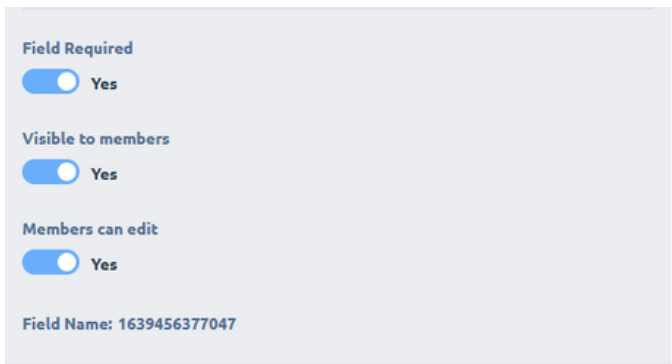 Field Required
Yes
Visible to members
Yes
Members can edit
Yes
Field Name: 1639456377047